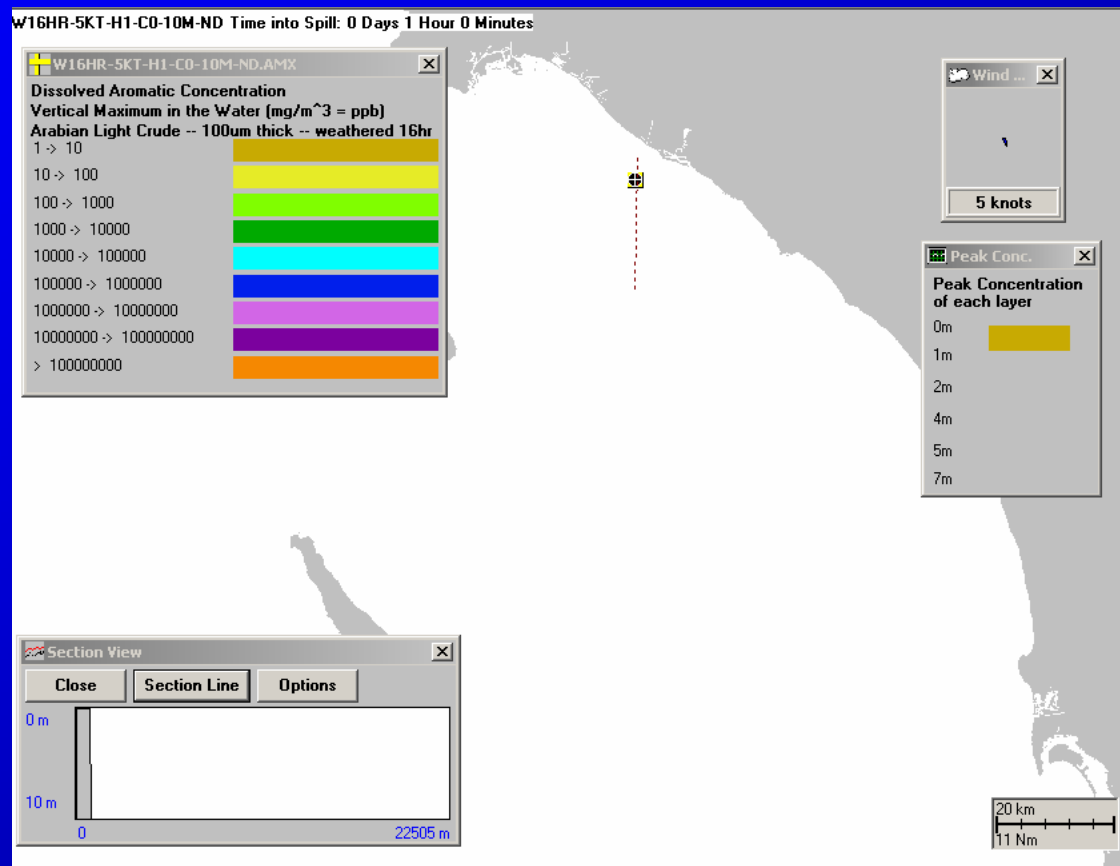 W16HR-5KT-H1-C0-10M-ND Time into Spill: 0 Days 1 Hour 0 Minutes
W16HR-5KT-H1-C0-10M-ND.AMX
Dissolved Aromatic Concentration
Vertical Maximum in the Water (mg/m^3 = ppb)
Arabian Light Crude -- 100um thick -- weathered 16hr
1 -> 10
10 -> 100
100 -> 1000
1000 -> 10000
10000 -> 100000
100000 -> 1000000
1000000 -> 10000000
10000000 -> 100000000
> 100000000
Wind ...
5 knots
Peak Conc.
Peak Concentration
of each layer
0m
1m
2m
4m
5m
7m
Section View
Close Section Line Options
0 m
10 m
0 22505 m
20 km
11 Nm